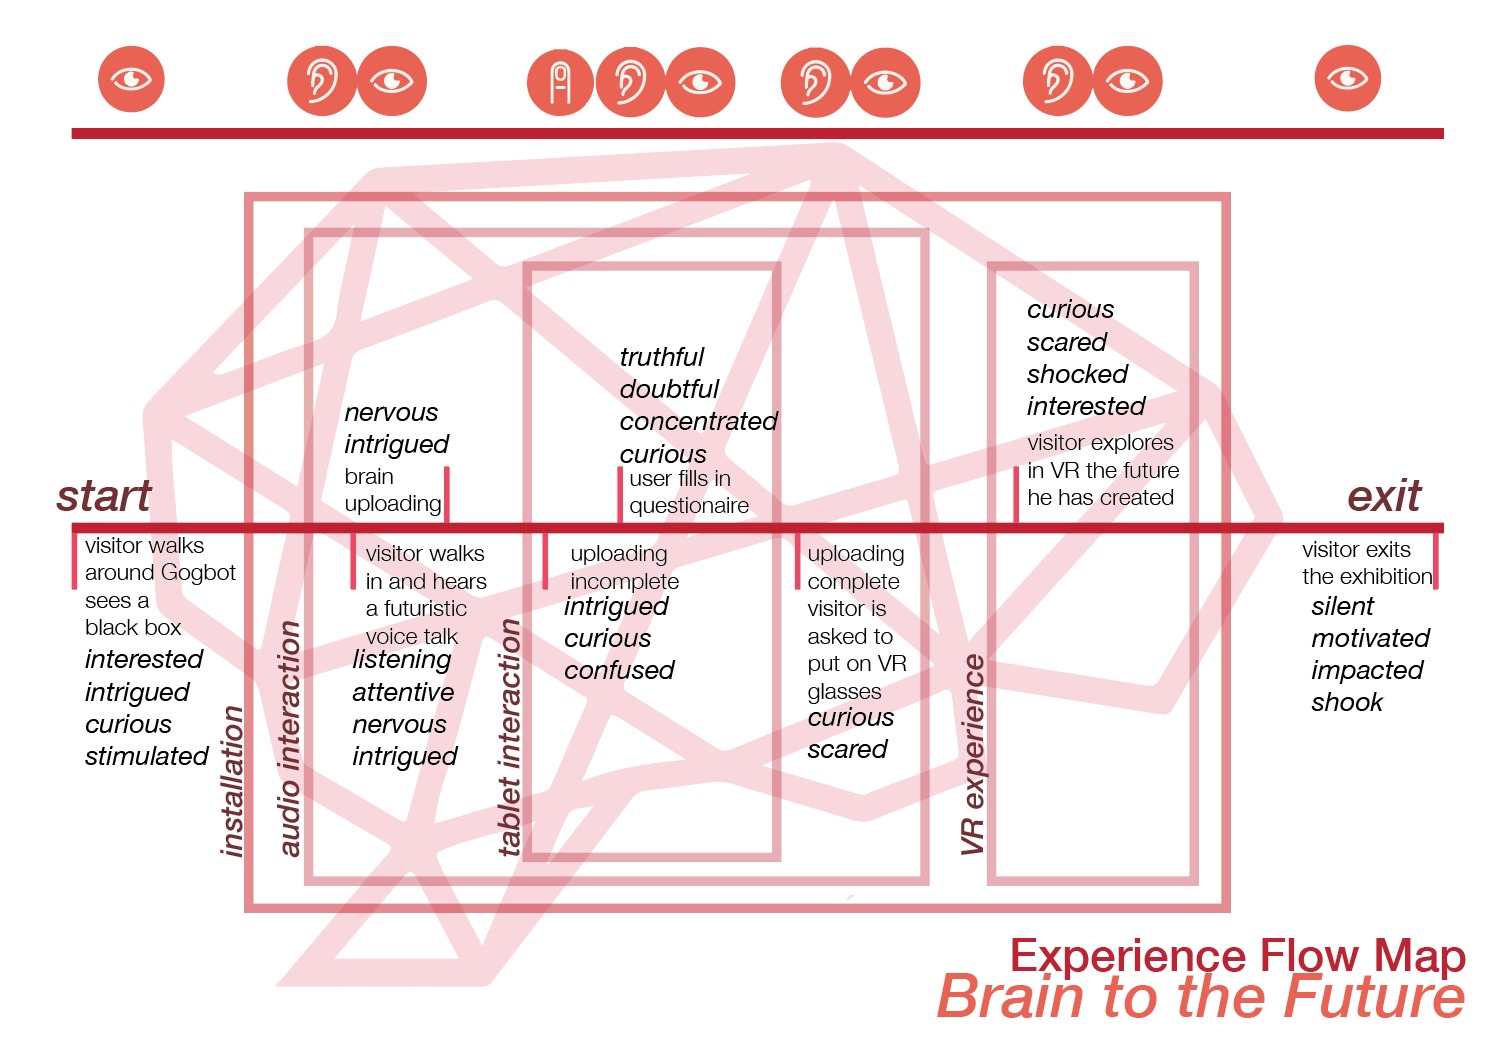 start
visitor walks
around Gogbot
sees a
black box
interested
intrigued
curious
stimulated
installation
audio interaction
nervous
intrigued
brain
uploading
visitor walks
in and hears
a futuristic
voice talk
listening
attentive
nervous
intrigued
tablet interaction
uploading
incomplete
intrigued
curious
confused
truthful
doubtful
concentrated
curious
user fills in
questionaire
uploading
complete
visitor is
asked to
put on VR
glasses
curious
scared
VR experience
curious
scared
shocked
interested
visitor explores
in VR the future
he has created
exit
visitor exits
the exhibition
silent
motivated
impacted
shook
Experience Flow Map
Brain to the Future